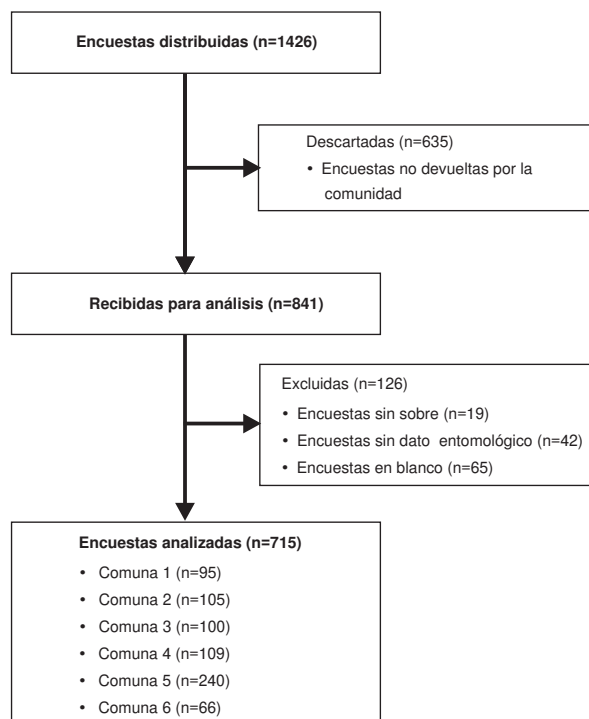 Encuestas distribuidas (n=1426)
Descartadas (n=635)
• Encuestas no devueltas por la
comunidad
Recibidas para análisis (n=841)
Excluidas (n=126)
• Encuestas sin sobre (n=19)
• Encuestas sin dato entomológico (n=42)
• Encuestas en blanco (n=65)
Encuestas analizadas (n=715)
• Comuna 1 (n=95)
• Comuna 2 (n=105)
• Comuna 3 (n=100)
• Comuna 4 (n=109)
• Comuna 5 (n=240)
• Comuna 6 (n=66)